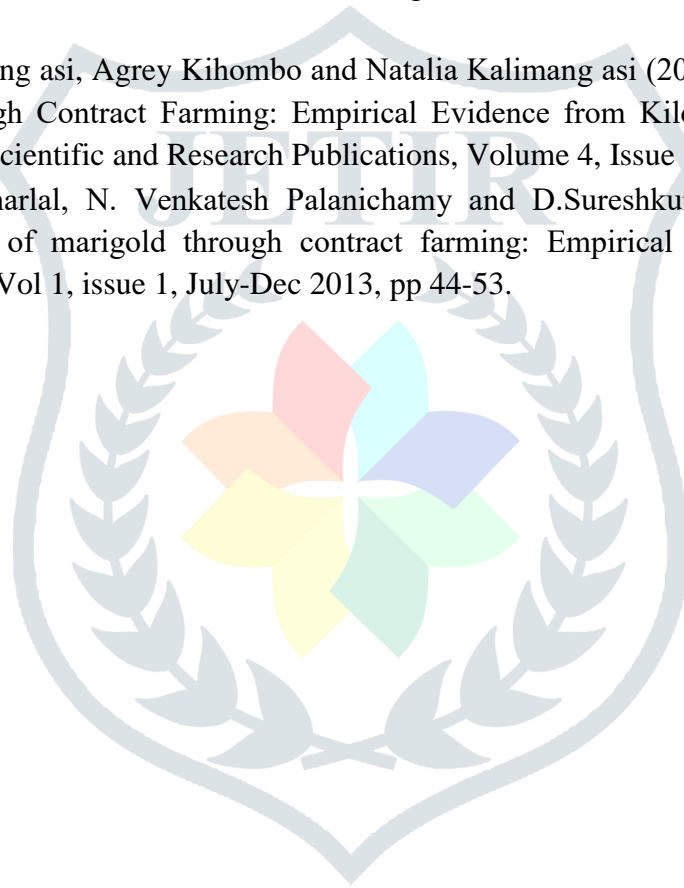 ng asi, Agrey Kihombo and Natalia Kalimang asi (20
gh Contract Farming: Empirical Evidence from Kil
cientific and Research Publications, Volume 4, Issue
harlal, N. Venkatesh Palanichamy and D.Sureshku
of marigold through contract farming: Empirical
Vol 1, issue 1, July-Dec 2013, pp 44-53.
JETIR